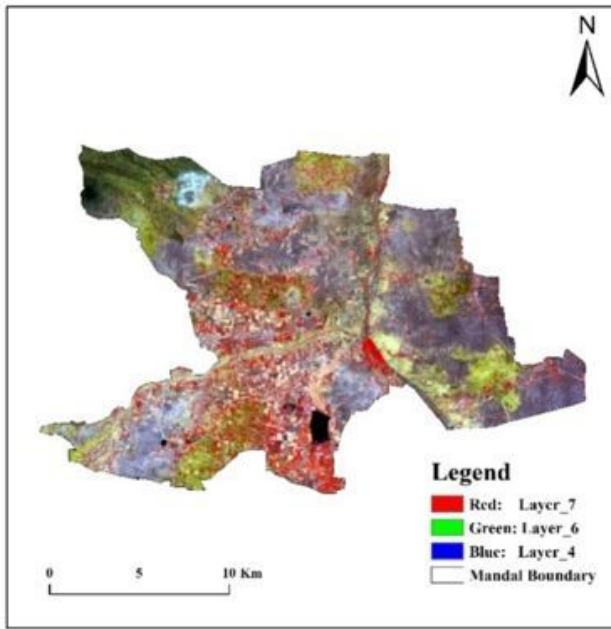 N
Legend
Red: Layer_7
Green: Layer_6
Blue: Layer_4
Mandal Boundary
0 5 10 Km